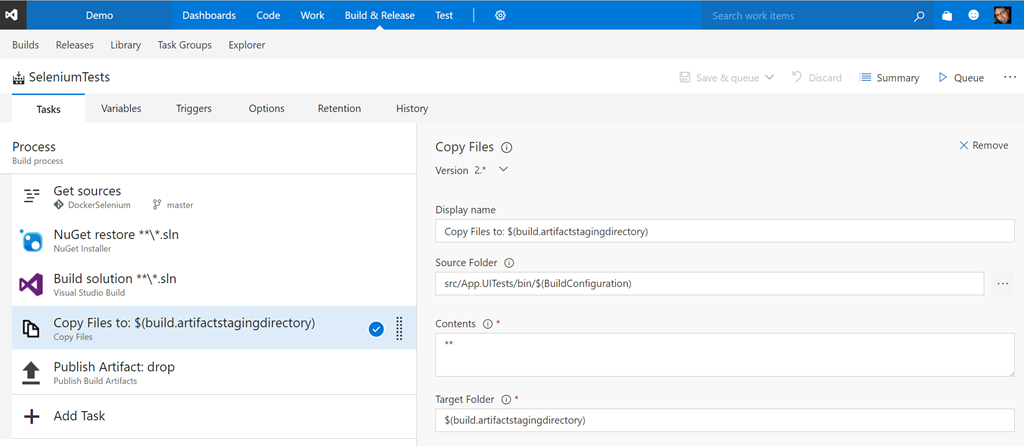 Demo Dashboards Code Work Build & Release Test Search work items
Builds Releases Library Task Groups Explorer
SeleniumTests Save & queue Discard Summary Queue ...
Tasks Variables Triggers Options Retention History
Process
Build process
Get sources
DockerSelenium master
NuGet restore **\*.sln
NuGet Installer
Build solution **\*.sln
Visual Studio Build
Copy Files to: $(build.artifactstagingdirectory)
Copy Files
Publish Artifact: drop
Publish Build Artifacts
Add Task
Copy Files Remove
Version 2.*
Display name
Copy Files to: $(build.artifactstagingdirectory)
Source Folder
src/App.UITests/bin/$(BuildConfiguration) ...
Contents *
**
Target Folder *
$(build.artifactstagingdirectory)